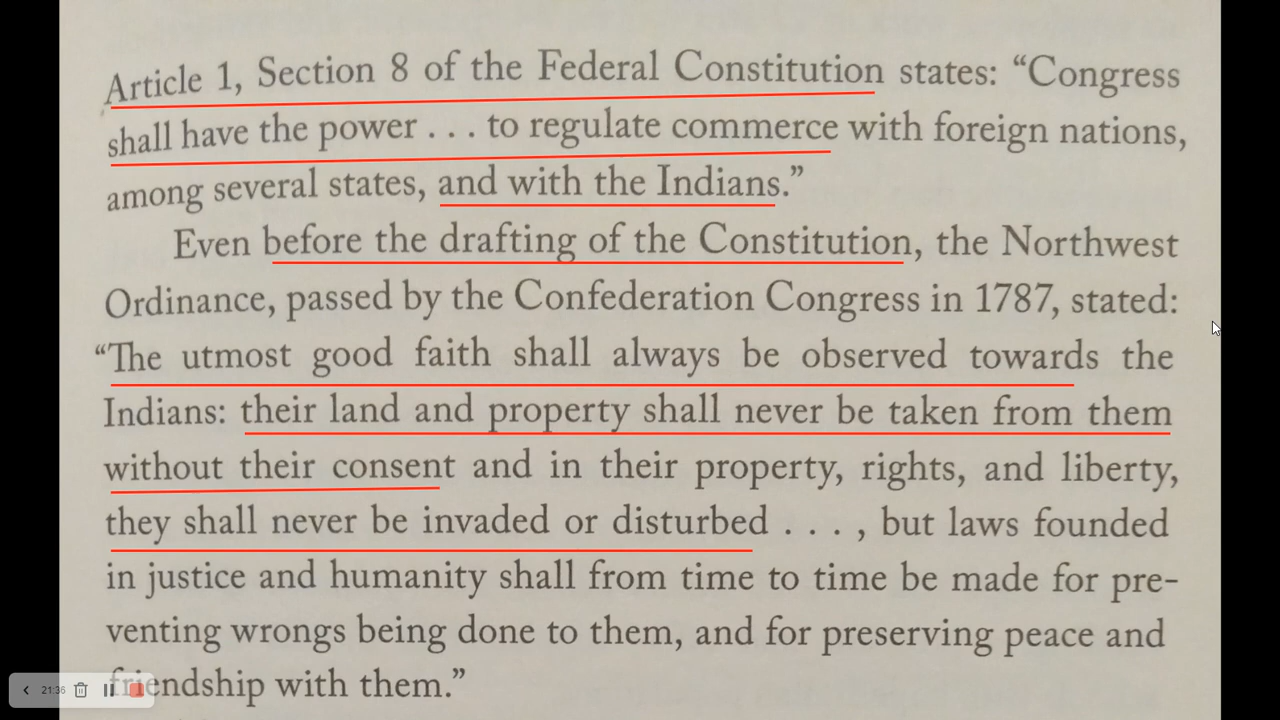 Article 1, Section 8 of the Federal Constitution states: “Congress
shall have the power . . . to regulate commerce with foreign nations,
among several states, and with the Indians.”
Even before the drafting of the Constitution, the Northwest
Ordinance, passed by the Confederation Congress in 1787, stated:
“The utmost good faith shall always be observed towards the
Indians: their land and property shall never be taken from them
without their consent and in their property, rights, and liberty,
they shall never be invaded or disturbed . . . , but laws founded
in justice and humanity shall from time to time be made for pre-
venting wrongs being done to them, and for preserving peace and
friendship with them.”
21:36